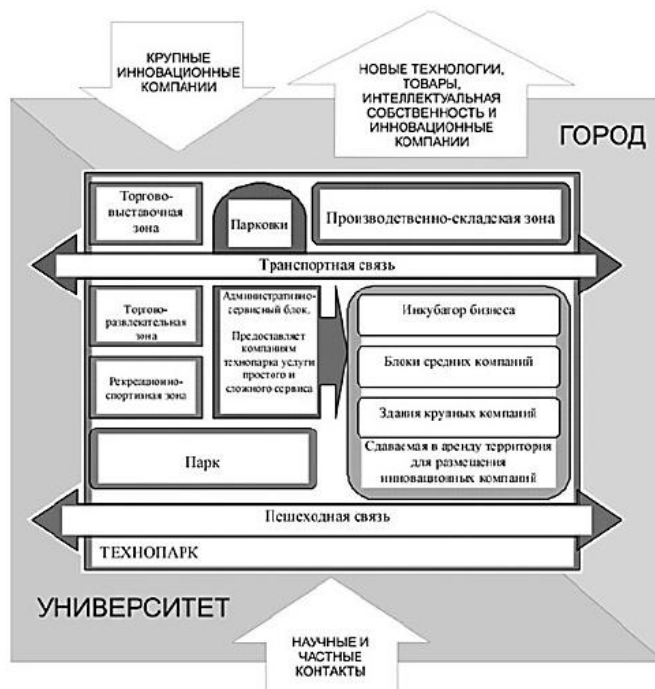 КРУПНЫЕ
ИННОВАЦИОННЫЕ
КОМПАНИИ
НОВЫЕ ТЕХНОЛОГИИ,
ТОВАРЫ,
ИНТЕЛЛЕКТУАЛЬНАЯ
СОБСТВЕННОСТЬ И
ИННОВАЦИОННЫЕ
КОМПАНИИ
ГОРОД
Торгово-
выставочная
зона
Парковки
Производственно-складская зона
Транспортная связь
Торгово-
развлекательная
зона
Рекреационно-
спортивная зона
Административно-
сервисный блок.
Предоставляет
компаниям
технопарка услуги
простого и
сложного сервиса
Инкубатор бизнеса
Блоки средних компаний
Здания крупных компаний
Сдаваемая в аренду территория
для размещения
инновационных компаний
Парк
Пешеходная связь
ТЕХНОПАРК
УНИВЕРСИТЕТ
НАУЧНЫЕ И
ЧАСТНЫЕ
КОНТАКТЫ